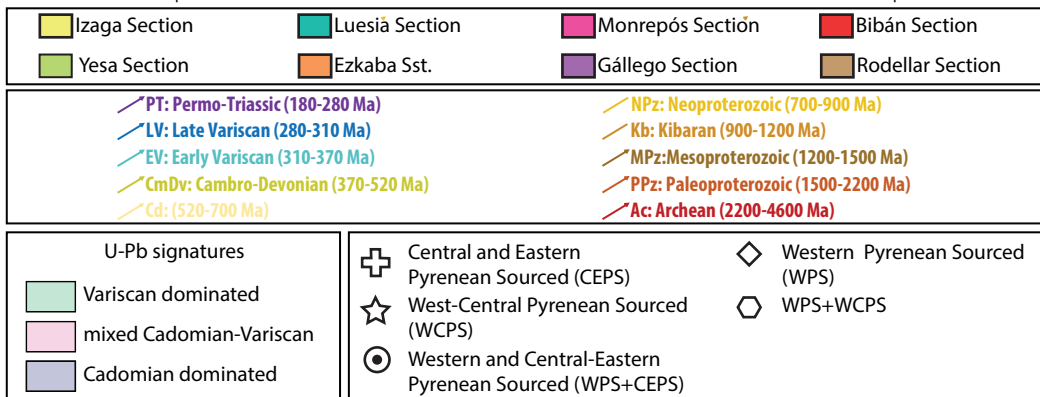 Izaga Section
Luesia Section
Monrepós Section
Bibán Section
Yesa Section
Ezkaba Sst.
Gállego Section
Rodellar Section
PT: Permo-Triassic (180-280 Ma)
LV: Late Variscan (280-310 Ma)
EV: Early Variscan (310-370 Ma)
CmDv: Cambro-Devonian (370-520 Ma)
Cd: (520-700 Ma)
NPz: Neoproterozoic (700-900 Ma)
Kb: Kibaran (900-1200 Ma)
MPz:Mesoproterozoic (1200-1500 Ma)
PPz: Paleoproterozoic (1500-2200 Ma)
Ac: Archean (2200-4600 Ma)
U-Pb signatures
Variscan dominated
mixed Cadomian-Variscan
Cadomian dominated
Central and Eastern
Pyrenean Sourced (CEPS)
West-Central Pyrenean Sourced
(WCPS)
Western and Central-Eastern
Pyrenean Sourced (WPS+CEPS)
Western Pyrenean Sourced
(WPS)
WPS+WCPS